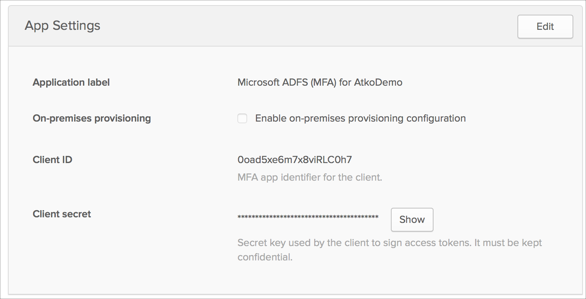 App Settings
Edit
Application label
Microsoft ADFS (MFA) for AtkoDemo
On-premises provisioning
Enable on-premises provisioning configuration
Client ID
0oad5xe6m7x8viRLC0h7
MFA app identifier for the client.
Client secret
****************************************
Show
Secret key used by the client to sign access tokens. It must be kept
confidential.